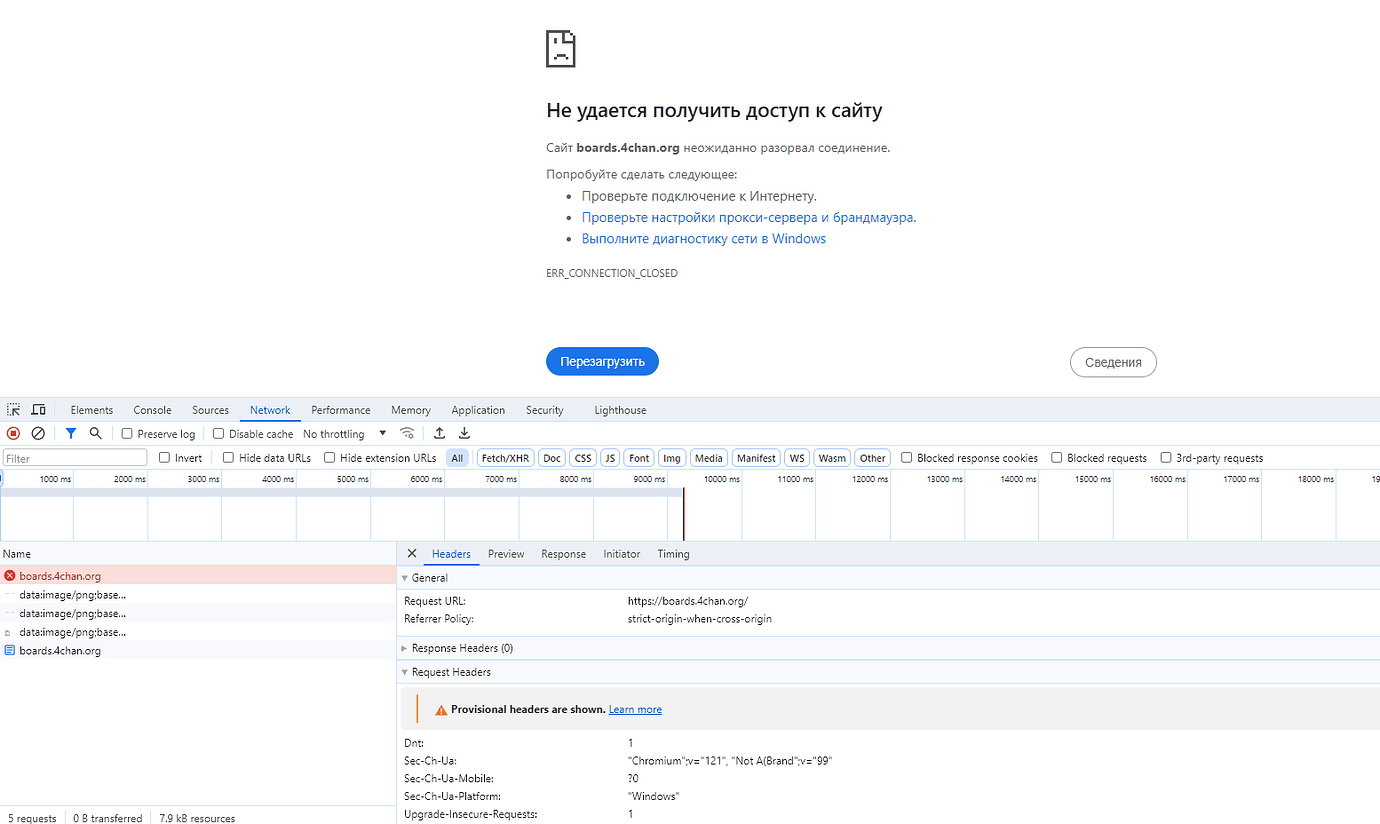 Не удается получить доступ к сайту
Сайт boards.4chan.org неожиданно разорвал соединение.
Попробуйте сделать следующее:
Проверьте подключение к Интернету.
Проверьте настройки прокси-сервера и брандмауэра.
Выполните диагностику сети в Windows
ERR_CONNECTION_CLOSED
Перезагрузить Сведения
Elements Console Sources Network Performance Memory Application Security Lighthouse
Preserve log Disable cache No throttling
Filter Invert Hide data URLs Hide extension URLs All Fetch/XHR Doc CSS JS Font Img Media Manifest WS Wasm Other Blocked response cookies Blocked requests 3rd-party requests
1000 ms 2000 ms 3000 ms 4000 ms 5000 ms 6000 ms 7000 ms 8000 ms 9000 ms 10000 ms 11000 ms 12000 ms 13000 ms 14000 ms 15000 ms 16000 ms 17000 ms 18000 ms 19
Name
boards.4chan.org
data:image/png;base...
data:image/png;base...
data:image/png;base...
boards.4chan.org
5 requests 0 B transferred 7.9 kB resources
Headers Preview Response Initiator Timing
General
Request URL: https://boards.4chan.org/
Referrer Policy: strict-origin-when-cross-origin
Response Headers (0)
Request Headers
Provisional headers are shown. Learn more
Dnt: 1
Sec-Ch-Ua: "Chromium";v="121", "Not A(Brand";v="99"
Sec-Ch-Ua-Mobile: ?0
Sec-Ch-Ua-Platform: "Windows"
Upgrade-Insecure-Requests: 1